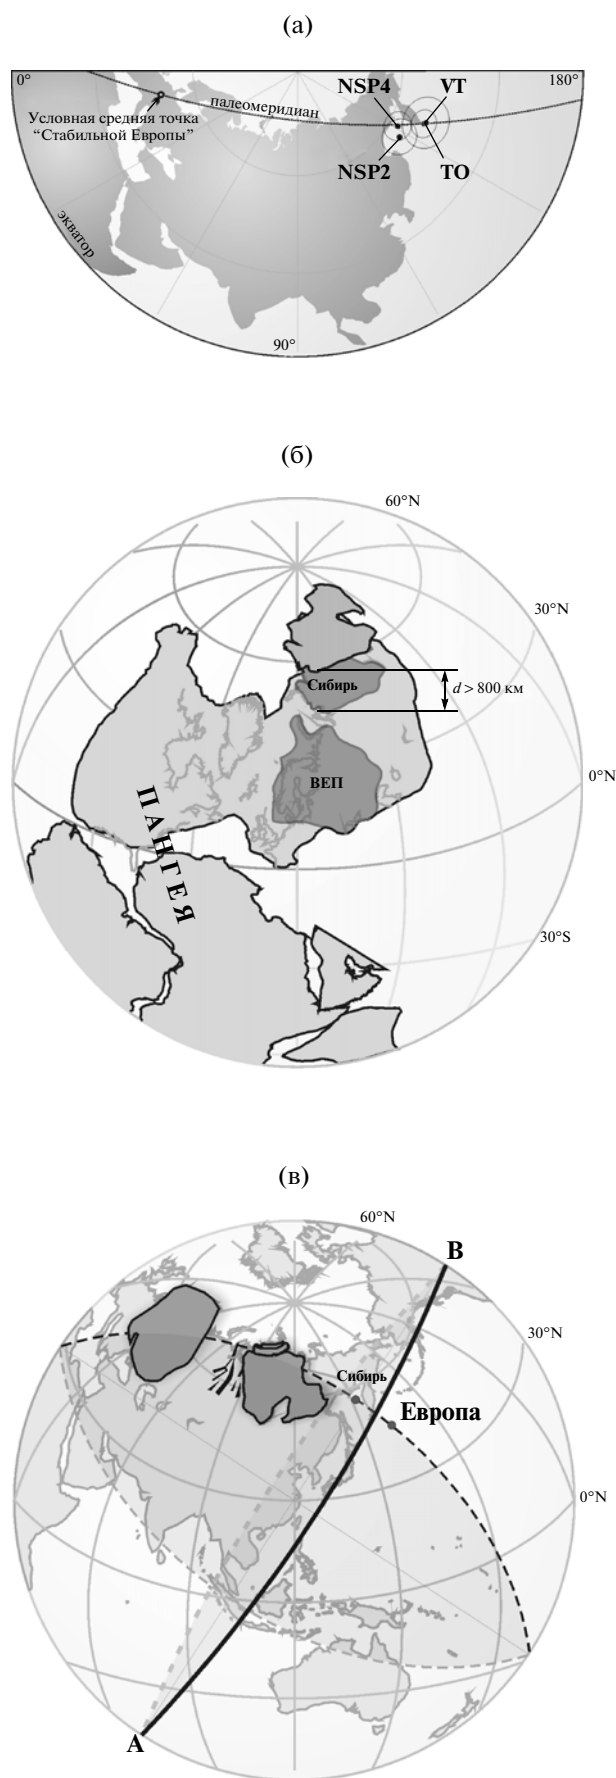 (а)
0°
180°
NSP4
VT
палеомеридиан
Условная средняя точка
“Стабильной Европы”
NSP2
TO
экватор
90°
(б)
60°N
30°N
Сибирь
d > 800 км
0°N
ВЕП
ПАНГЕЯ
30°S
(в)
60°N
B
30°N
Сибирь
Европа
0°N
A